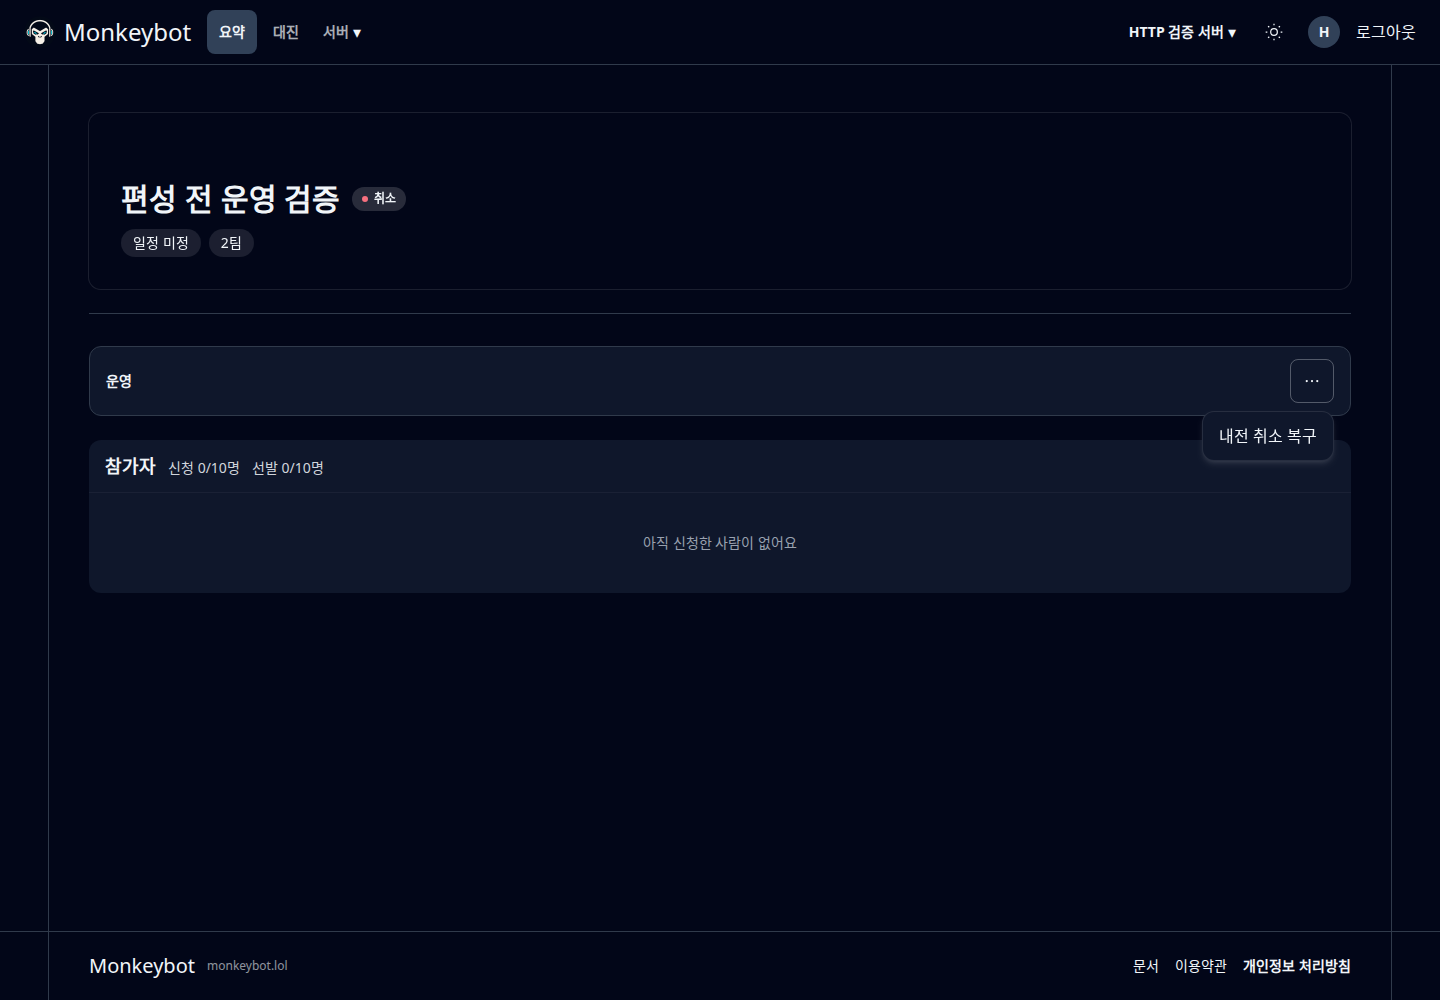 Monkeybot 요약 대진 서버 ▾ HTTP 검증 서버 ▾ H 로그아웃
편성 전 운영 검증 취소
일정 미정 2팀
운영 ⋯
내전 취소 복구
참가자 신청 0/10명 선발 0/10명
아직 신청한 사람이 없어요
Monkeybot monkeybot.lol 문서 이용약관 개인정보 처리방침